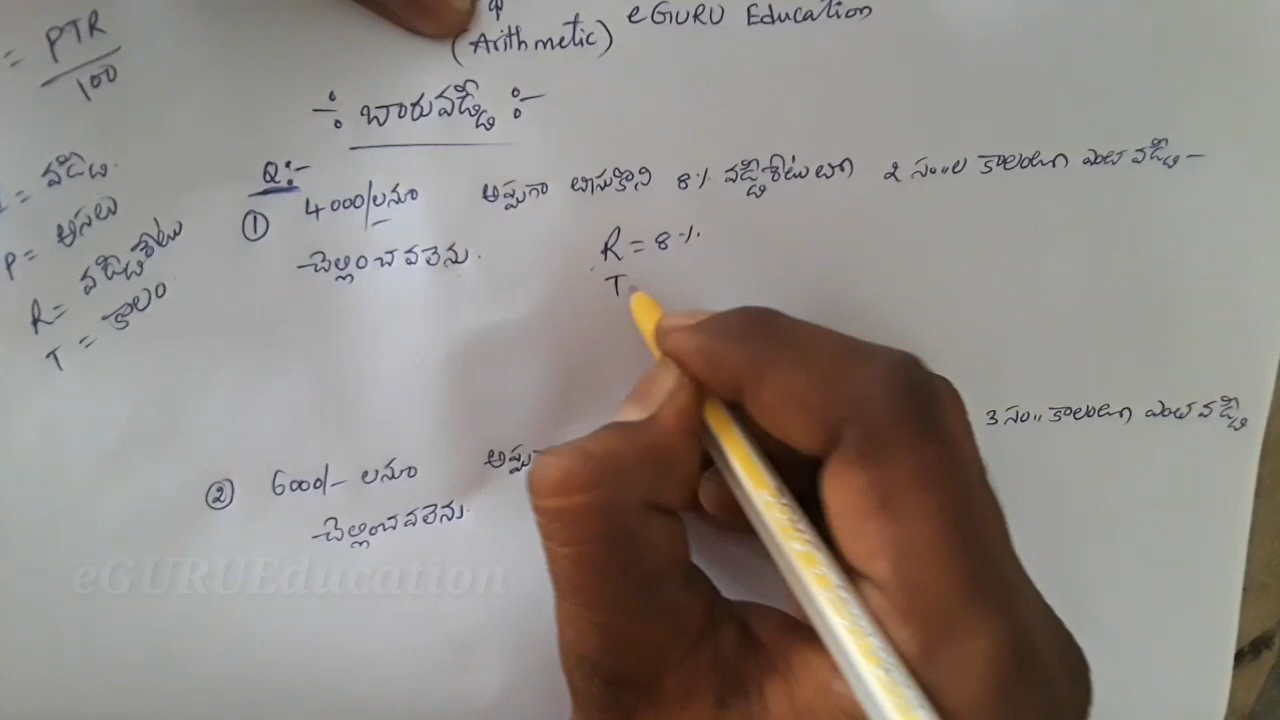 (Arithmetic) eGURU Education
= PTR
100
÷ బారువడ్డీ :-
Q:-
① 4000/లనూ అప్పుగా తీసుకొని 8% వడ్డీరేటుతో 2 సం॥ల కాలంలో ఎంత వడ్డీ
చెల్లించవలెను.
I = వడ్డీ.
P = అసలు
R = వడ్డీరేటు
T = కాలం
R = 8%
T
② 6000/- లనూ అప్పు 3 సం॥ కాలంలో ఎంత వడ్డీ
చెల్లించవలెను.
eGURUEducation